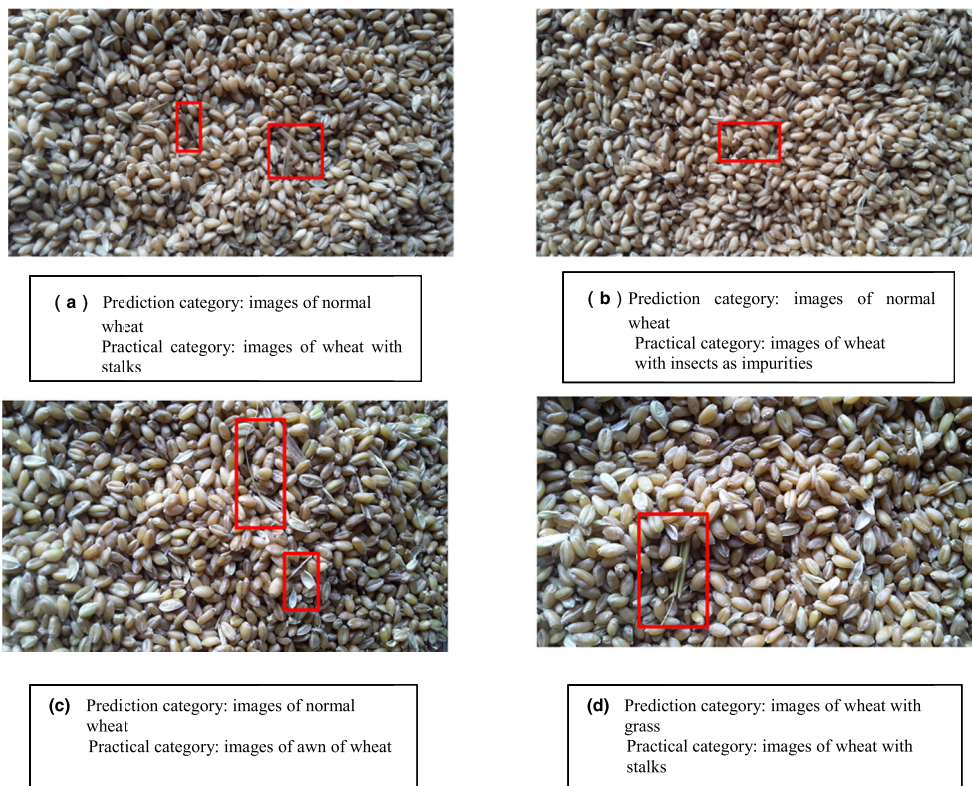 ( a ) Prediction category: images of normal
wheat
Practical category: images of wheat with
stalks
( b ) Prediction category: images of normal
wheat
Practical category: images of wheat
with insects as impurities
(c) Prediction category: images of normal
wheat
Practical category: images of awn of wheat
(d) Prediction category: images of wheat with
grass
Practical category: images of wheat with
stalks